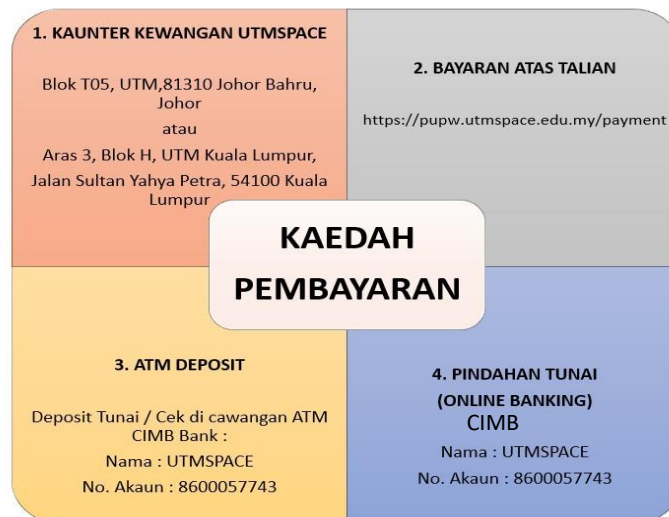 1. KAUNTER KEWANGAN UTMSPACE
Blok T05, UTM,81310 Johor Bahru,
Johor
atau
Aras 3, Blok H, UTM Kuala Lumpur,
Jalan Sultan Yahya Petra, 54100 Kuala
Lumpur
2. BAYARAN ATAS TALIAN
https://pupw.utmspace.edu.my/payment
KAEDAH
PEMBAYARAN
3. ATM DEPOSIT
Deposit Tunai / Cek di cawangan ATM
CIMB Bank :
Nama : UTMSPACE
No. Akaun : 8600057743
4. PINDAHAN TUNAI
(ONLINE BANKING)
CIMB
Nama : UTMSPACE
No. Akaun : 8600057743